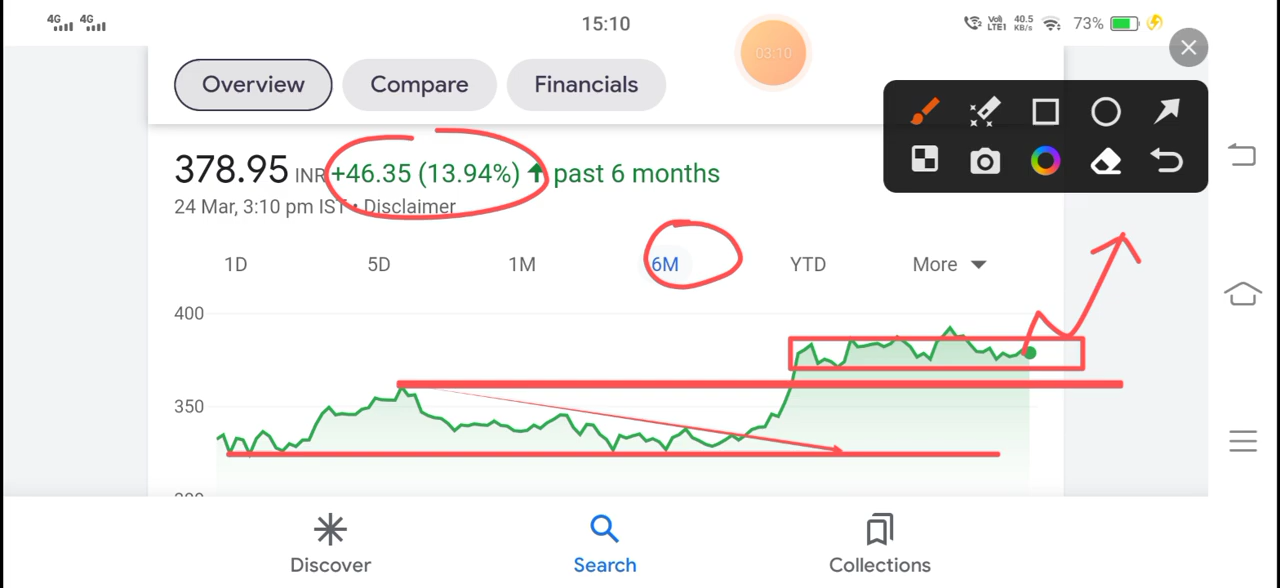 4G 4G 15:10 Vo) LTE1 40.5 KB/s 73%
03:10
Overview Compare Financials
378.95 INR +46.35 (13.94%) ↑ past 6 months
24 Mar, 3:10 pm IST • Disclaimer
1D 5D 1M 6M YTD More
400
350
Discover Search Collections